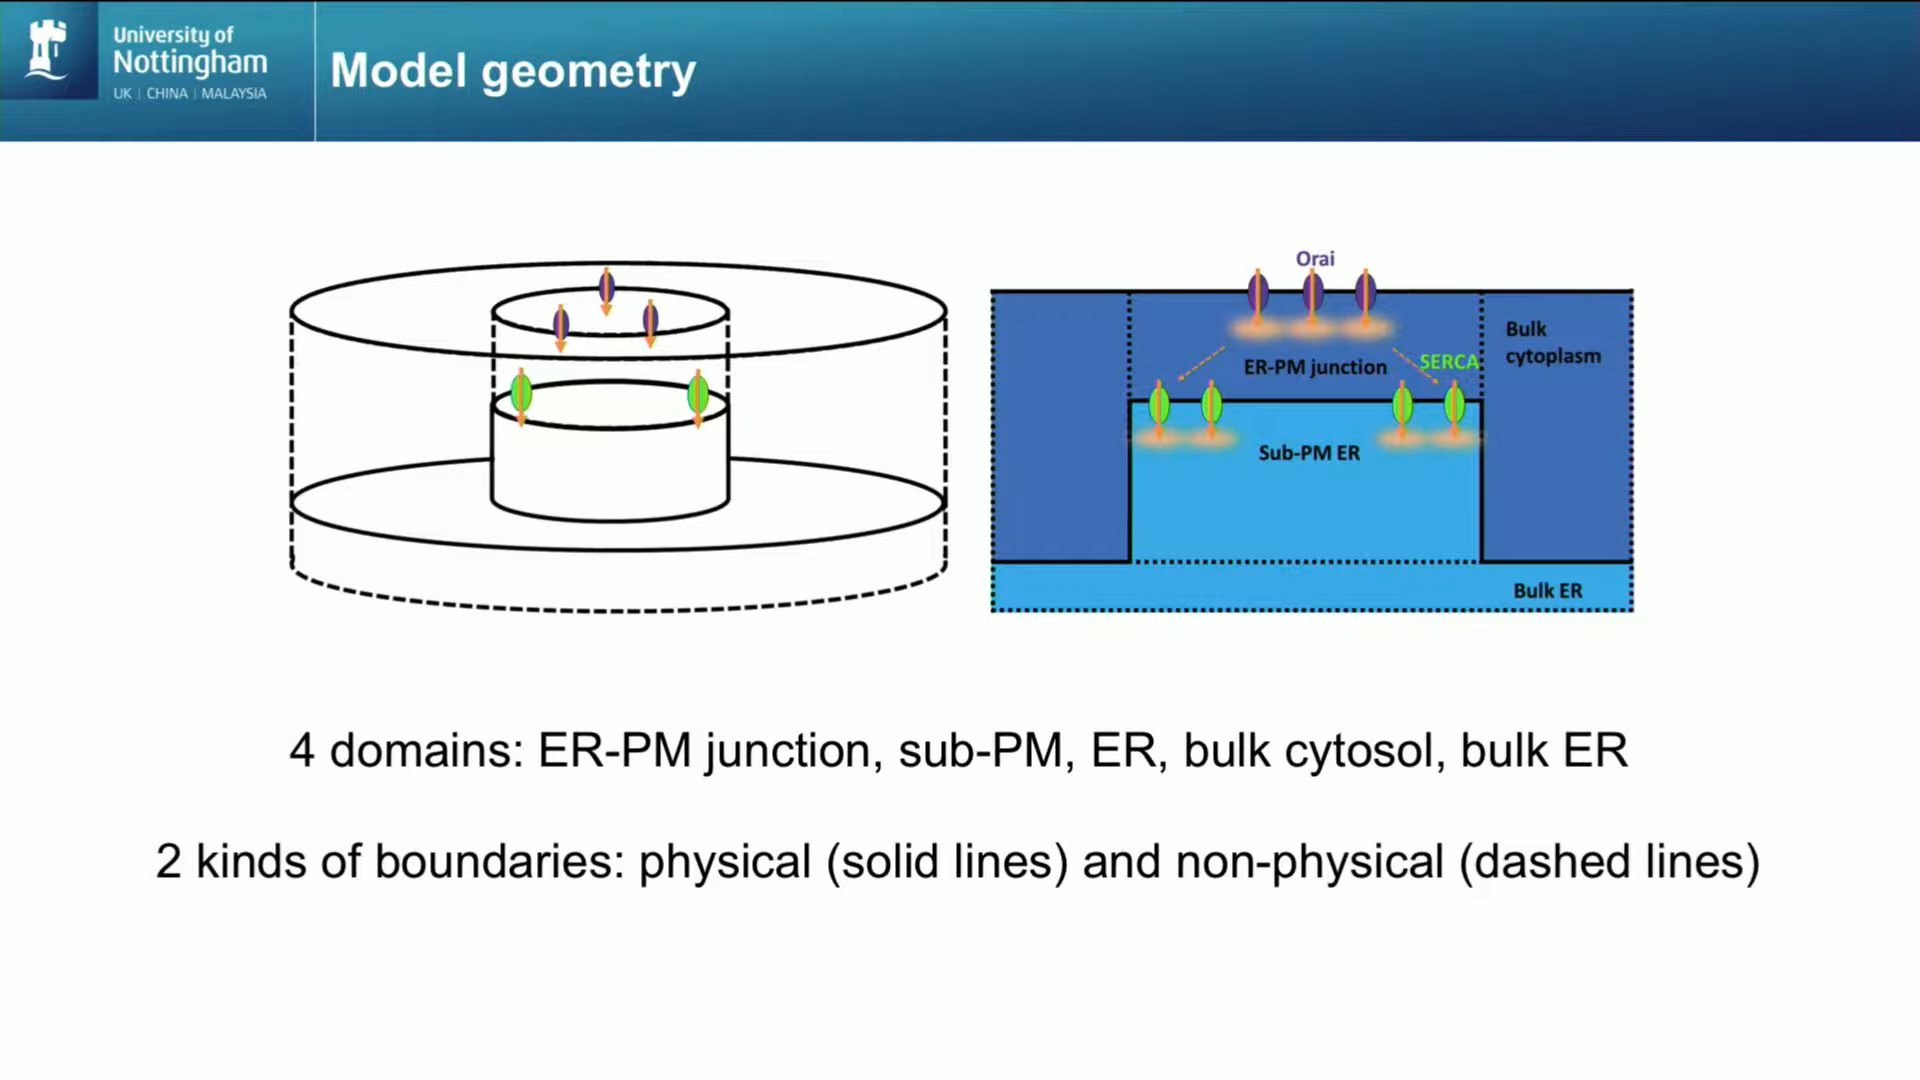 University of
Nottingham
UK | CHINA | MALAYSIA
Model geometry
Orai
Bulk
cytoplasm
ER-PM junction
SERCA
Sub-PM ER
Bulk ER
4 domains: ER-PM junction, sub-PM, ER, bulk cytosol, bulk ER
2 kinds of boundaries: physical (solid lines) and non-physical (dashed lines)